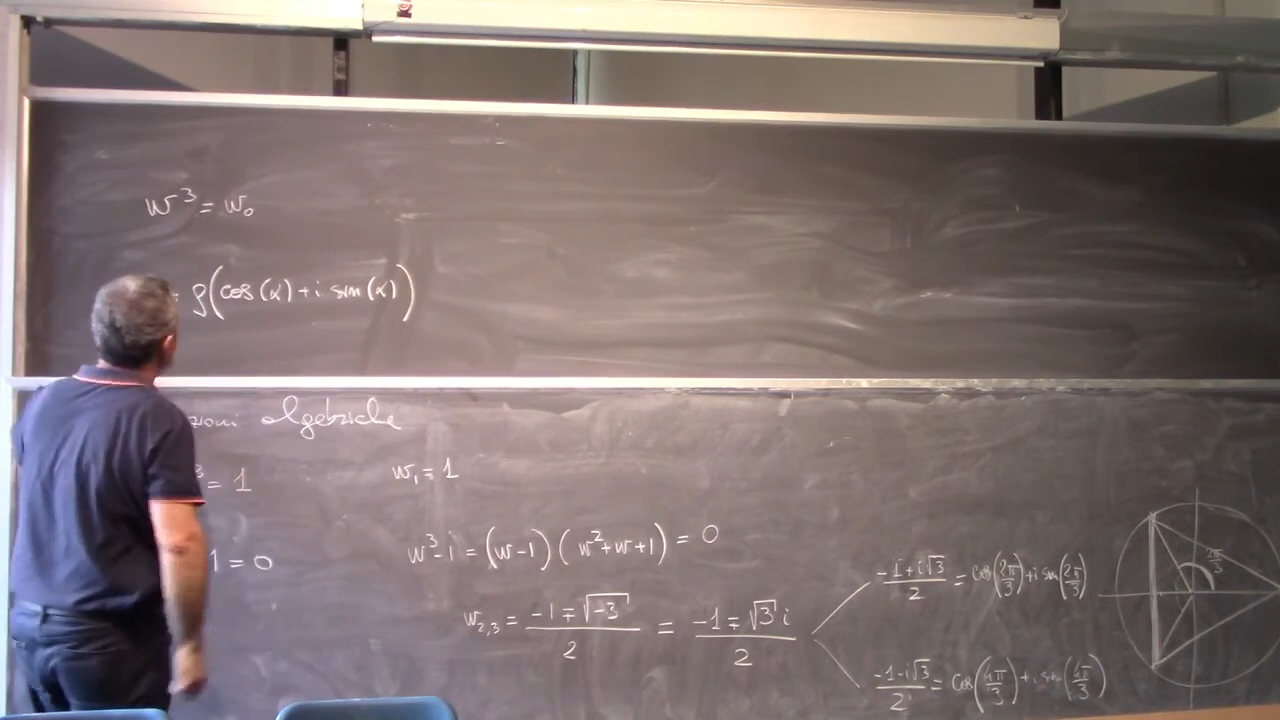 w³ = w₀
= ρ(cos(α) + i sin(α))
zioni algebriche
³ = 1
w₁ = 1
1 = 0
w³-1 = (w-1)(w²+w+1) = 0
w₂,₃ = (-1∓√-3)/2 = (-1∓√3 i)/2
(-1+i√3)/2 = cos(2π/3) + i sin(2π/3)
(-1-i√3)/2 = cos(4π/3) + i sin(4π/3)
2π/3